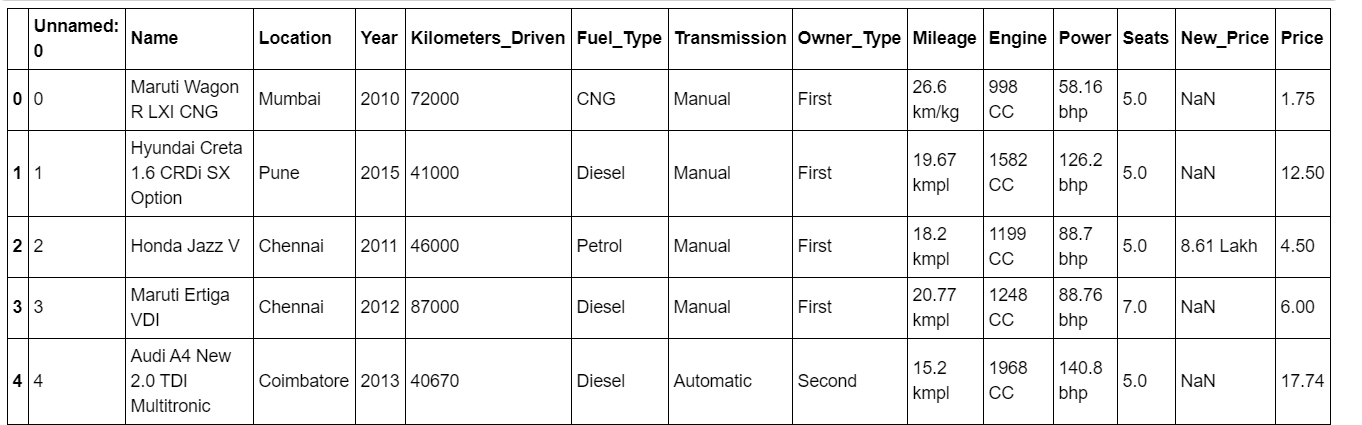 Unnamed: 0 Name Location Year Kilometers_Driven Fuel_Type Transmission Owner_Type Mileage Engine Power Seats New_Price Price
0 0 Maruti Wagon R LXI CNG Mumbai 2010 72000 CNG Manual First 26.6 km/kg 998 CC 58.16 bhp 5.0 NaN 1.75
1 1 Hyundai Creta 1.6 CRDi SX Option Pune 2015 41000 Diesel Manual First 19.67 kmpl 1582 CC 126.2 bhp 5.0 NaN 12.50
2 2 Honda Jazz V Chennai 2011 46000 Petrol Manual First 18.2 kmpl 1199 CC 88.7 bhp 5.0 8.61 Lakh 4.50
3 3 Maruti Ertiga VDI Chennai 2012 87000 Diesel Manual First 20.77 kmpl 1248 CC 88.76 bhp 7.0 NaN 6.00
4 4 Audi A4 New 2.0 TDI Multitronic Coimbatore 2013 40670 Diesel Automatic Second 15.2 kmpl 1968 CC 140.8 bhp 5.0 NaN 17.74